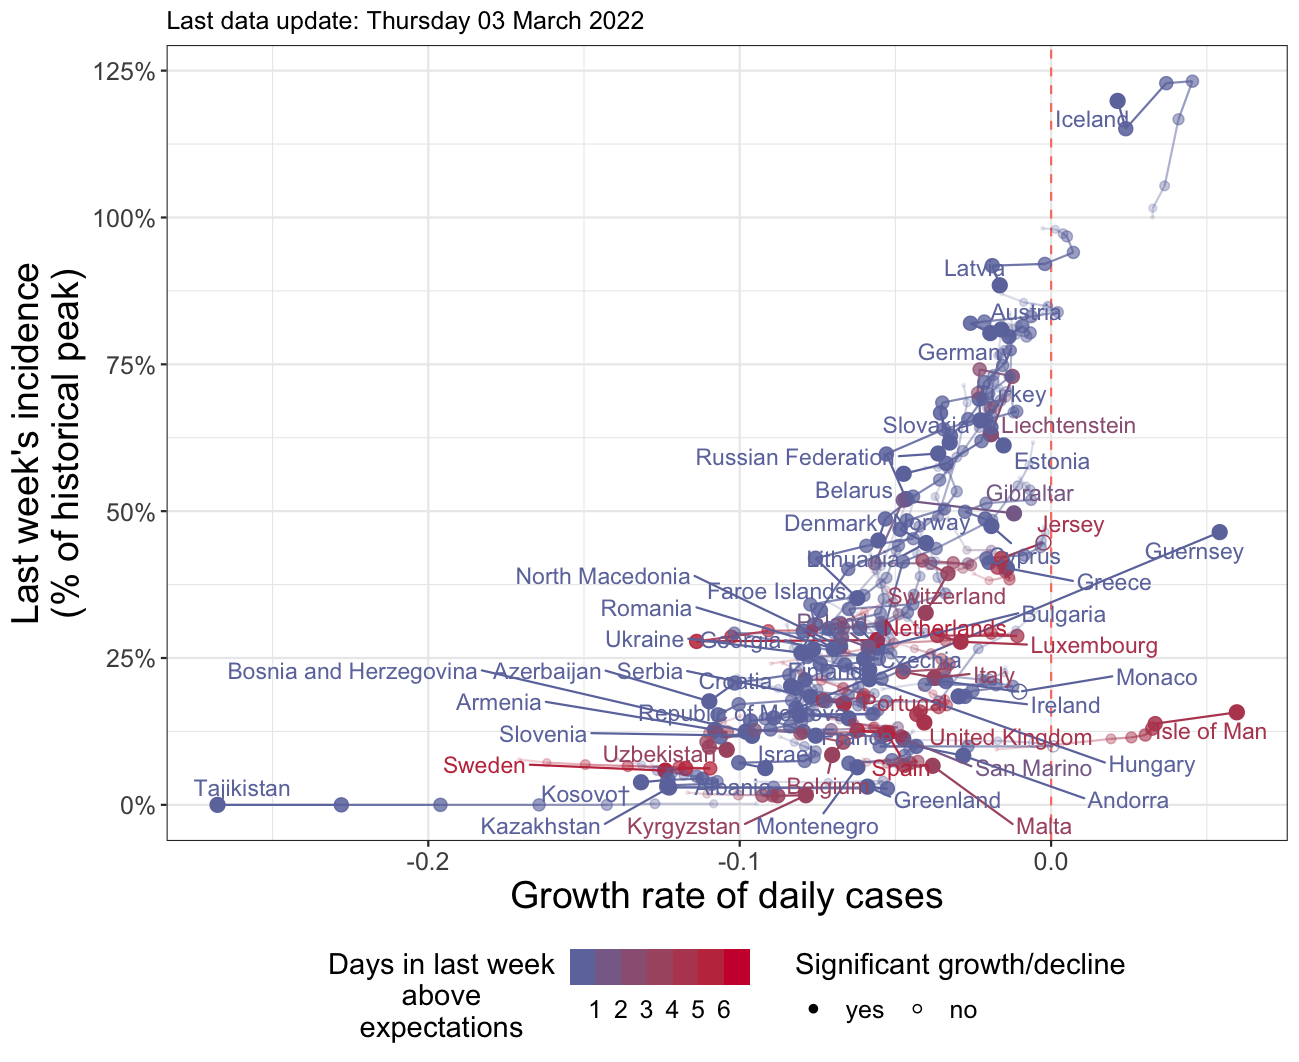 Last data update: Thursday 03 March 2022
125%
Iceland
100%
Latvia
Austria
75%
Germany
Turkey
Slovakia
Liechtenstein
Russian Federation
Estonia
Belarus
Gibraltar
50%
Denmark
Norway
Jersey
Guernsey
Lithuania
Cyprus
North Macedonia
Greece
Faroe Islands
Switzerland
Romania
Bulgaria
Poland
Netherlands
Ukraine
Georgia
Luxembourg
25%
Czechia
Bosnia and Herzegovina
Azerbaijan
Serbia
Finland
Italy
Monaco
Croatia
Armenia
Portugal
Ireland
Republic of Moldova
Slovenia
France
United Kingdom
Isle of Man
Uzbekistan
Israel
Sweden
Spain
San Marino
Hungary
Tajikistan
Kosovo†
Albania
Belgium
Greenland
Andorra
0%
Kazakhstan
Kyrgyzstan
Montenegro
Malta
Last week's incidence
(% of historical peak)
-0.2
-0.1
0.0
Growth rate of daily cases
Days in last week
above
expectations
1 2 3 4 5 6
Significant growth/decline
yes
no